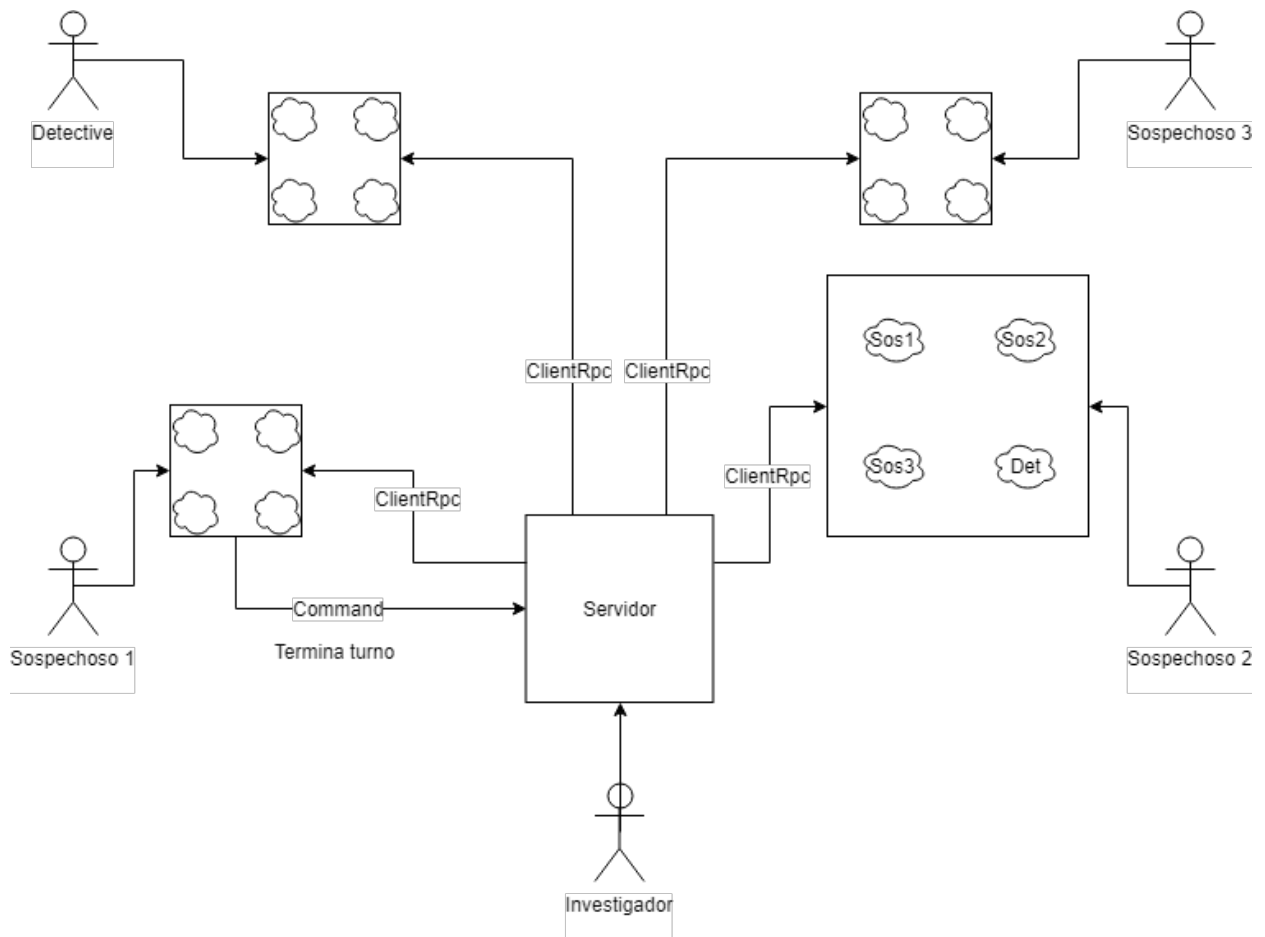 Detective
Sospechoso 3
ClientRpc
ClientRpc
Sos1
Sos2
Sos3
Det
ClientRpc
ClientRpc
Servidor
Command
Termina turno
Sospechoso 1
Sospechoso 2
Investigador